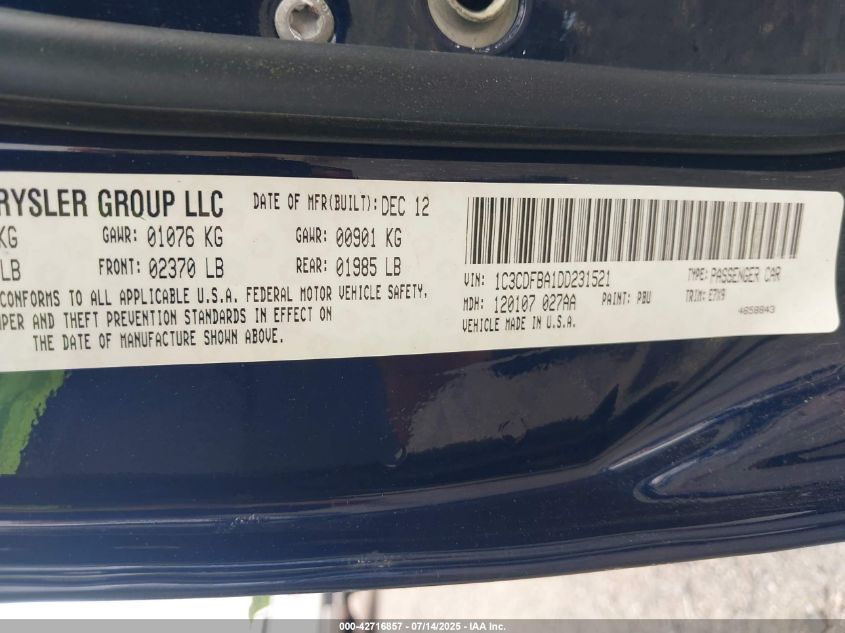 RYSLER GROUP LLC DATE OF MFR(BUILT): DEC 12
KG GAWR: 01076 KG GAWR: 00901 KG
LB FRONT: 02370 LB REAR: 01985 LB
CONFORMS TO ALL APPLICABLE U.S.A. FEDERAL MOTOR VEHICLE SAFETY,
PER AND THEFT PREVENTION STANDARDS IN EFFECT ON
THE DATE OF MANUFACTURE SHOWN ABOVE.
VIN: 1C3CDFBA1DD231521 TYPE: PASSENGER CAR
MDH: 120107 027AA PAINT: PBU TRIM: E7X9
VEHICLE MADE IN U.S.A. 4658843
000-42716857 - 07/14/2025 - IAA Inc.